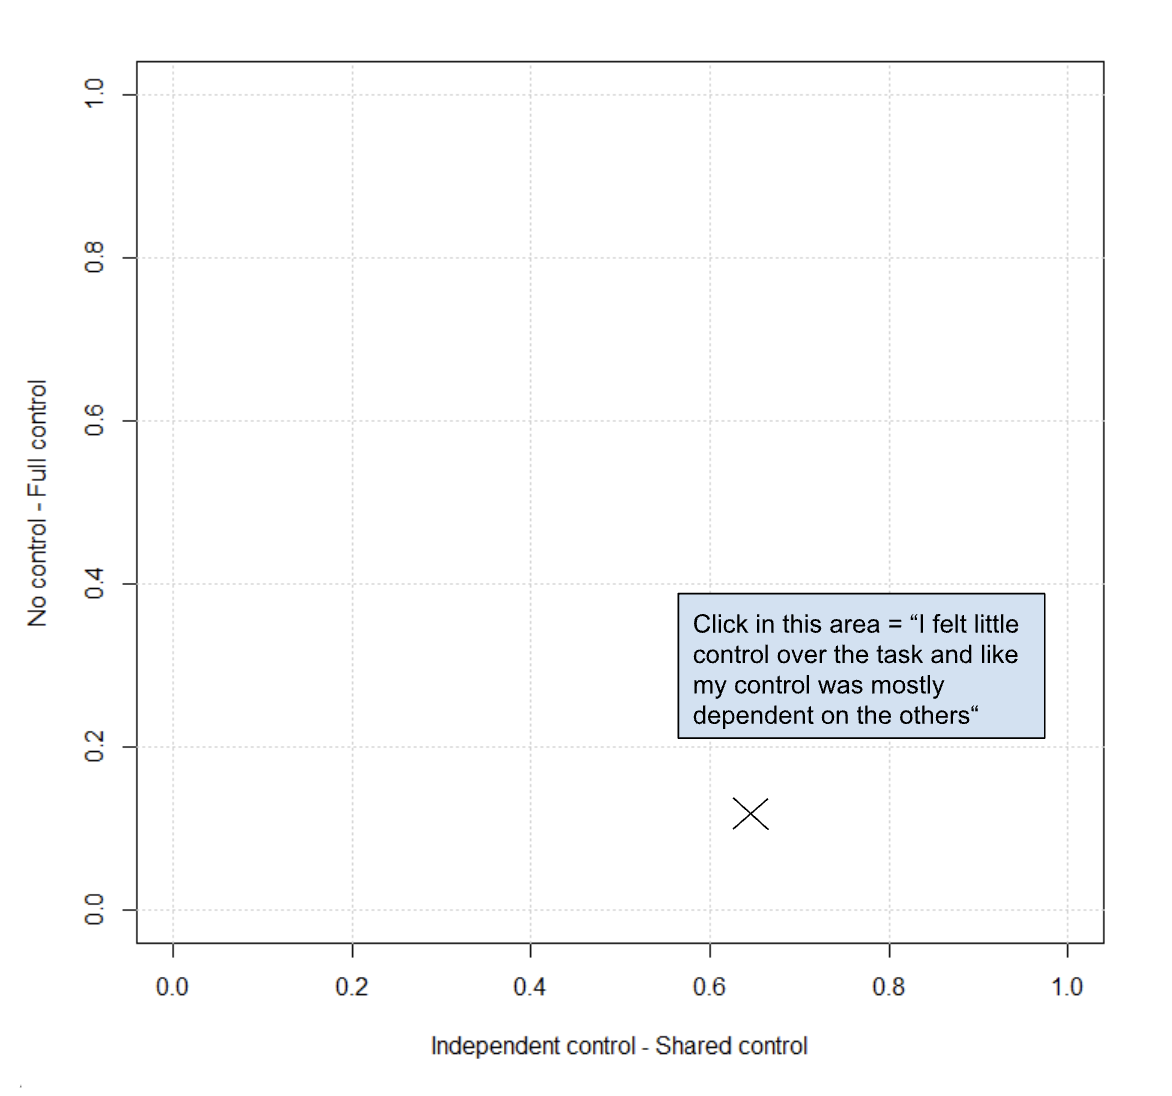 1.0
0.8
0.6
0.4
0.2
0.0
No control - Full control
Click in this area = “I felt little
control over the task and like
my control was mostly
dependent on the others“
0.0 0.2 0.4 0.6 0.8 1.0
Independent control - Shared control